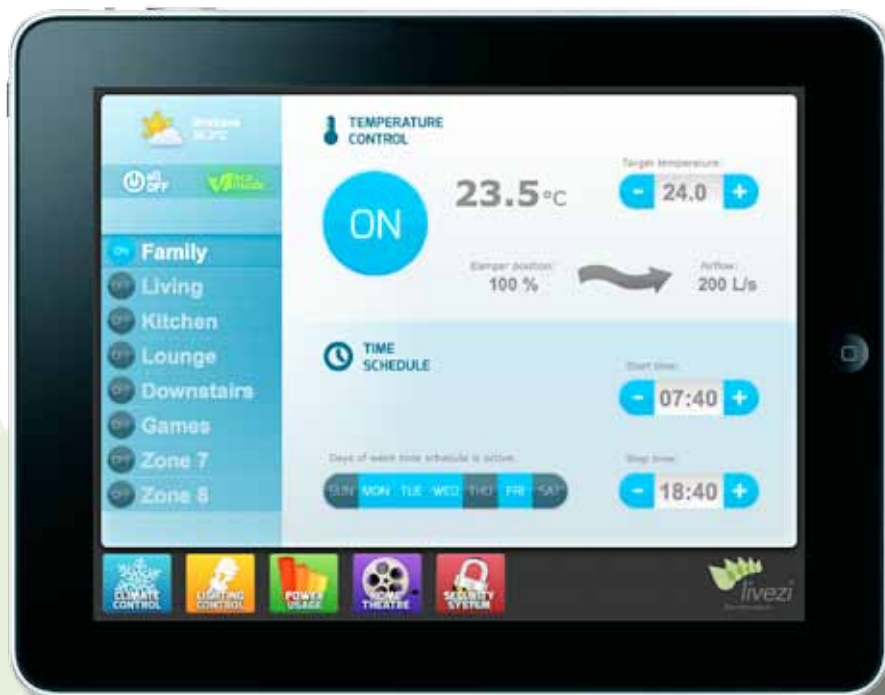 ALL
OFF
Family
Living
Kitchen
Lounge
Downstairs
Games
Zone 7
Zone 8
TEMPERATURE
CONTROL
ON
23.5°C
Target temperature:
- 24.0 +
Damper position:
100 %
Airflow:
200 L/s
TIME
SCHEDULE
Start time:
- 07:40 +
Days of week zone schedule is active:
SUN MON TUE WED THU FRI SAT
Stop time:
- 18:40 +
CLIMATE
CONTROL
LIGHTING
CONTROL
POWER
USAGE
HOME
THEATRE
SECURITY
SYSTEM
livezi